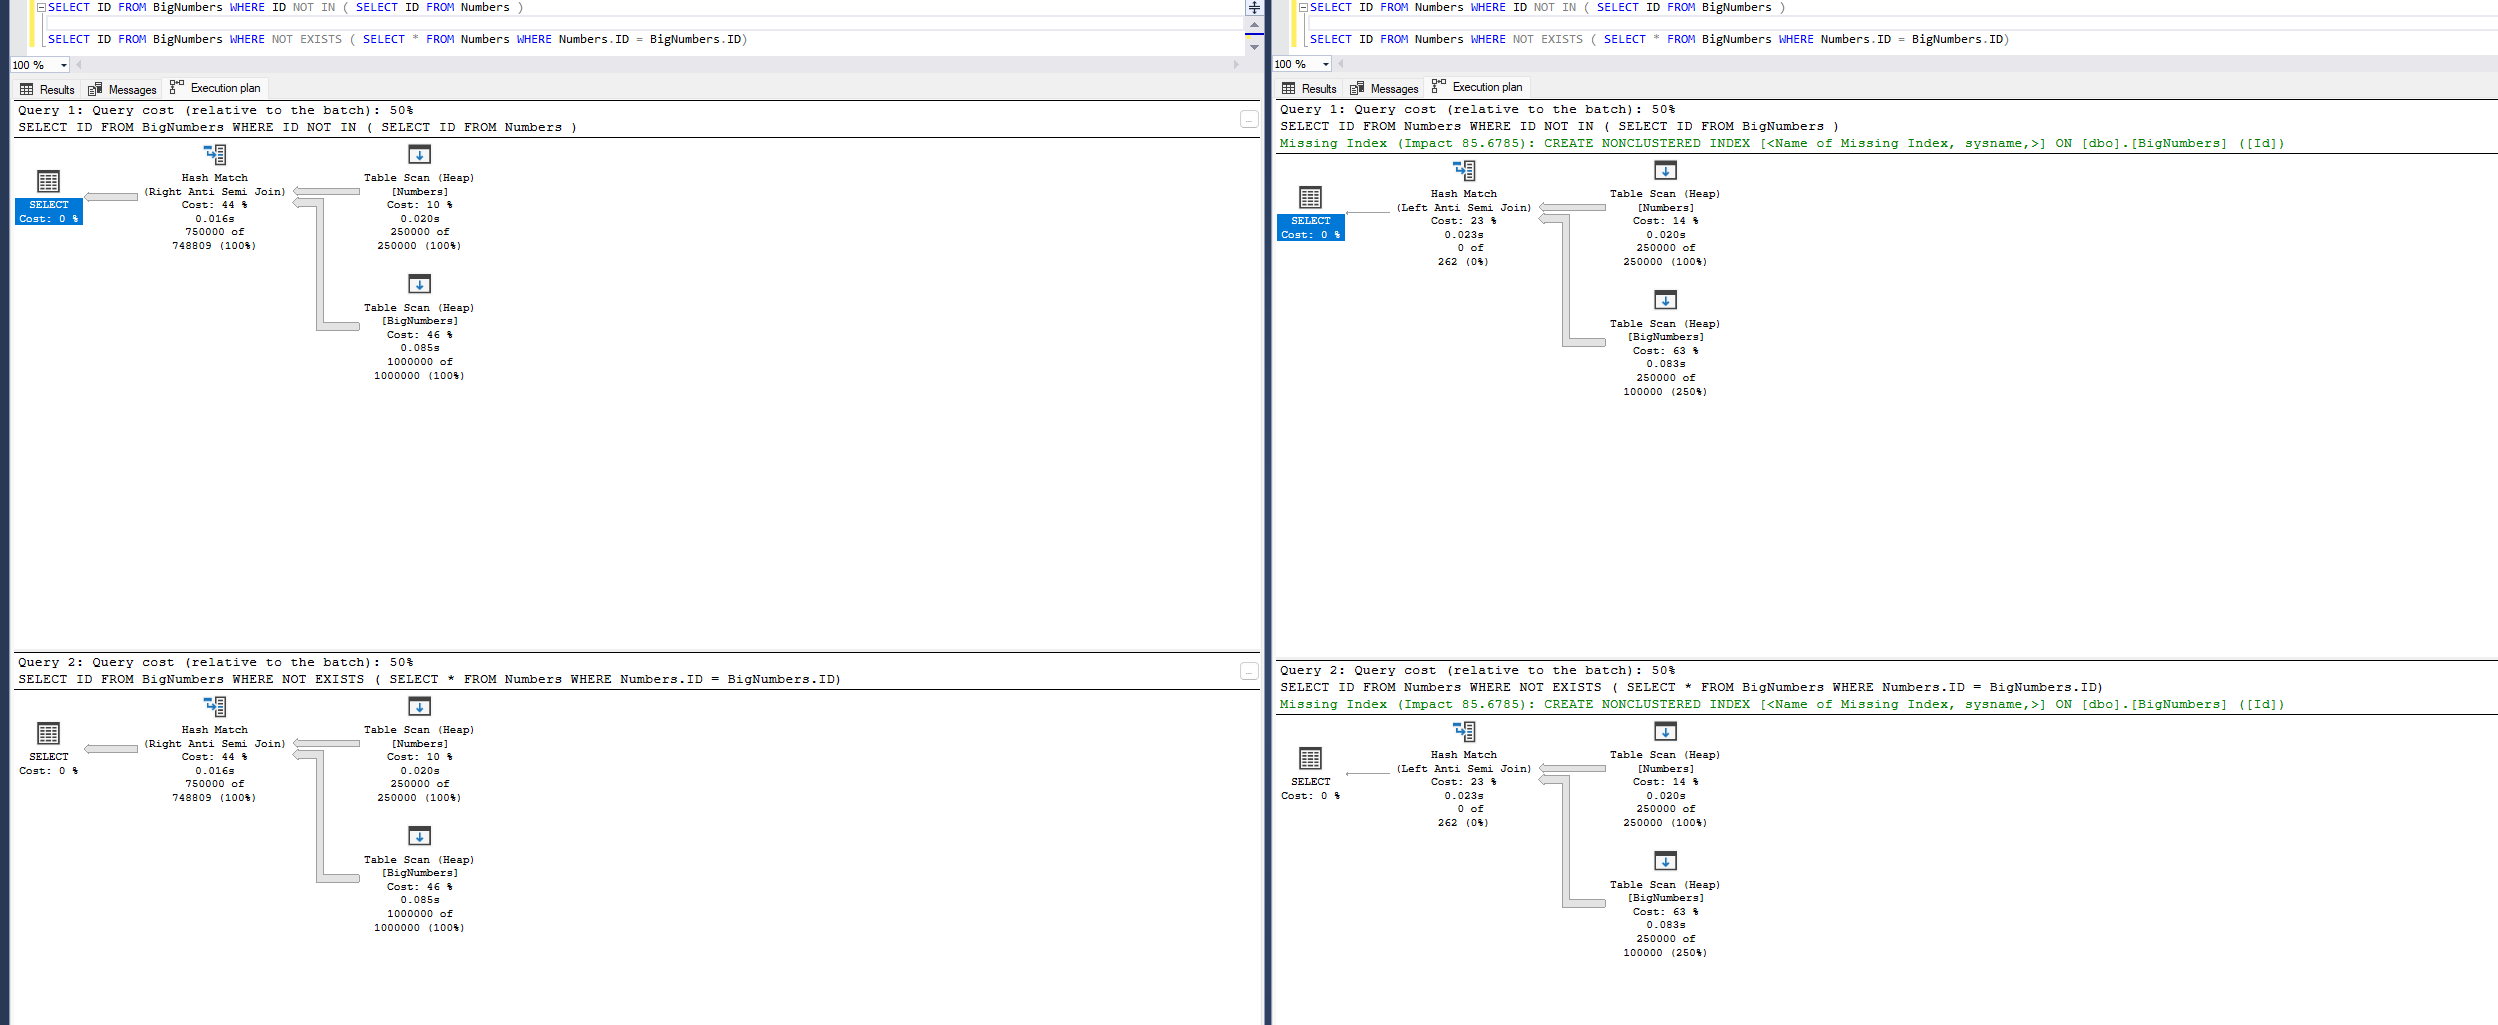 SELECT ID FROM BigNumbers WHERE ID NOT IN ( SELECT ID FROM Numbers )
SELECT ID FROM BigNumbers WHERE NOT EXISTS ( SELECT * FROM Numbers WHERE Numbers.ID = BigNumbers.ID)
100 %
Results Messages Execution plan
Query 1: Query cost (relative to the batch): 50%
SELECT ID FROM BigNumbers WHERE ID NOT IN ( SELECT ID FROM Numbers )
SELECT
Cost: 0 %
Hash Match
(Right Anti Semi Join)
Cost: 44 %
0.016s
750000 of
748809 (100%)
Table Scan (Heap)
[Numbers]
Cost: 10 %
0.020s
250000 of
250000 (100%)
Table Scan (Heap)
[BigNumbers]
Cost: 46 %
0.085s
1000000 of
1000000 (100%)
Query 2: Query cost (relative to the batch): 50%
SELECT ID FROM BigNumbers WHERE NOT EXISTS ( SELECT * FROM Numbers WHERE Numbers.ID = BigNumbers.ID)
SELECT
Cost: 0 %
Hash Match
(Right Anti Semi Join)
Cost: 44 %
0.016s
750000 of
748809 (100%)
Table Scan (Heap)
[Numbers]
Cost: 10 %
0.020s
250000 of
250000 (100%)
Table Scan (Heap)
[BigNumbers]
Cost: 46 %
0.085s
1000000 of
1000000 (100%)
SELECT ID FROM Numbers WHERE ID NOT IN ( SELECT ID FROM BigNumbers )
SELECT ID FROM Numbers WHERE NOT EXISTS ( SELECT * FROM BigNumbers WHERE Numbers.ID = BigNumbers.ID)
100 %
Results Messages Execution plan
Query 1: Query cost (relative to the batch): 50%
SELECT ID FROM Numbers WHERE ID NOT IN ( SELECT ID FROM BigNumbers )
Missing Index (Impact 85.6785): CREATE NONCLUSTERED INDEX [<Name of Missing Index, sysname,>] ON [dbo].[BigNumbers] ([Id])
SELECT
Cost: 0 %
Hash Match
(Left Anti Semi Join)
Cost: 23 %
0.023s
0 of
262 (0%)
Table Scan (Heap)
[Numbers]
Cost: 14 %
0.020s
250000 of
250000 (100%)
Table Scan (Heap)
[BigNumbers]
Cost: 63 %
0.083s
250000 of
100000 (250%)
Query 2: Query cost (relative to the batch): 50%
SELECT ID FROM Numbers WHERE NOT EXISTS ( SELECT * FROM BigNumbers WHERE Numbers.ID = BigNumbers.ID)
Missing Index (Impact 85.6785): CREATE NONCLUSTERED INDEX [<Name of Missing Index, sysname,>] ON [dbo].[BigNumbers] ([Id])
SELECT
Cost: 0 %
Hash Match
(Left Anti Semi Join)
Cost: 23 %
0.023s
0 of
262 (0%)
Table Scan (Heap)
[Numbers]
Cost: 14 %
0.020s
250000 of
250000 (100%)
Table Scan (Heap)
[BigNumbers]
Cost: 63 %
0.083s
250000 of
100000 (250%)